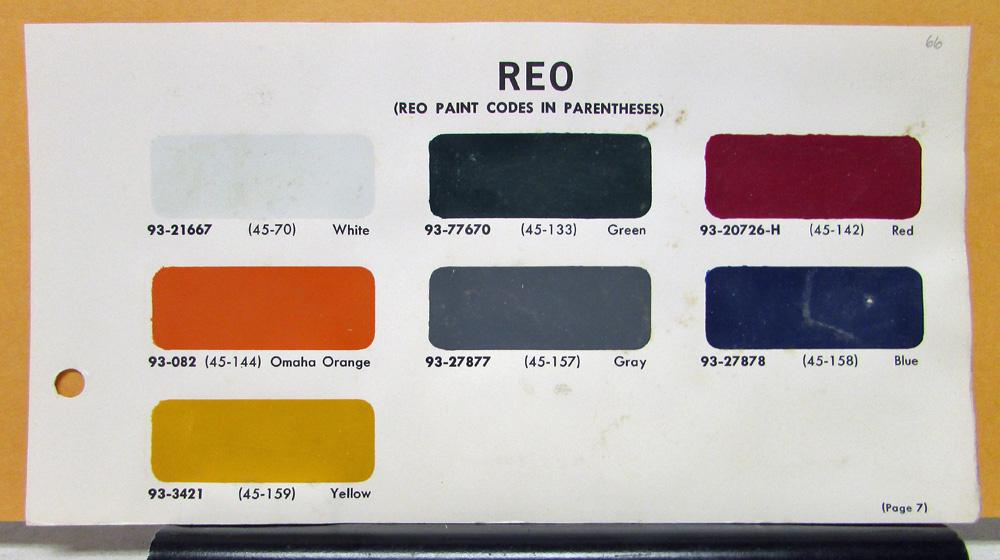 66
REO
(REO PAINT CODES IN PARENTHESES)
93-21667 (45-70) White
93-77670 (45-133) Green
93-20726-H (45-142) Red
93-082 (45-144) Omaha Orange
93-27877 (45-157) Gray
93-27878 (45-158) Blue
93-3421 (45-159) Yellow
(Page 7)